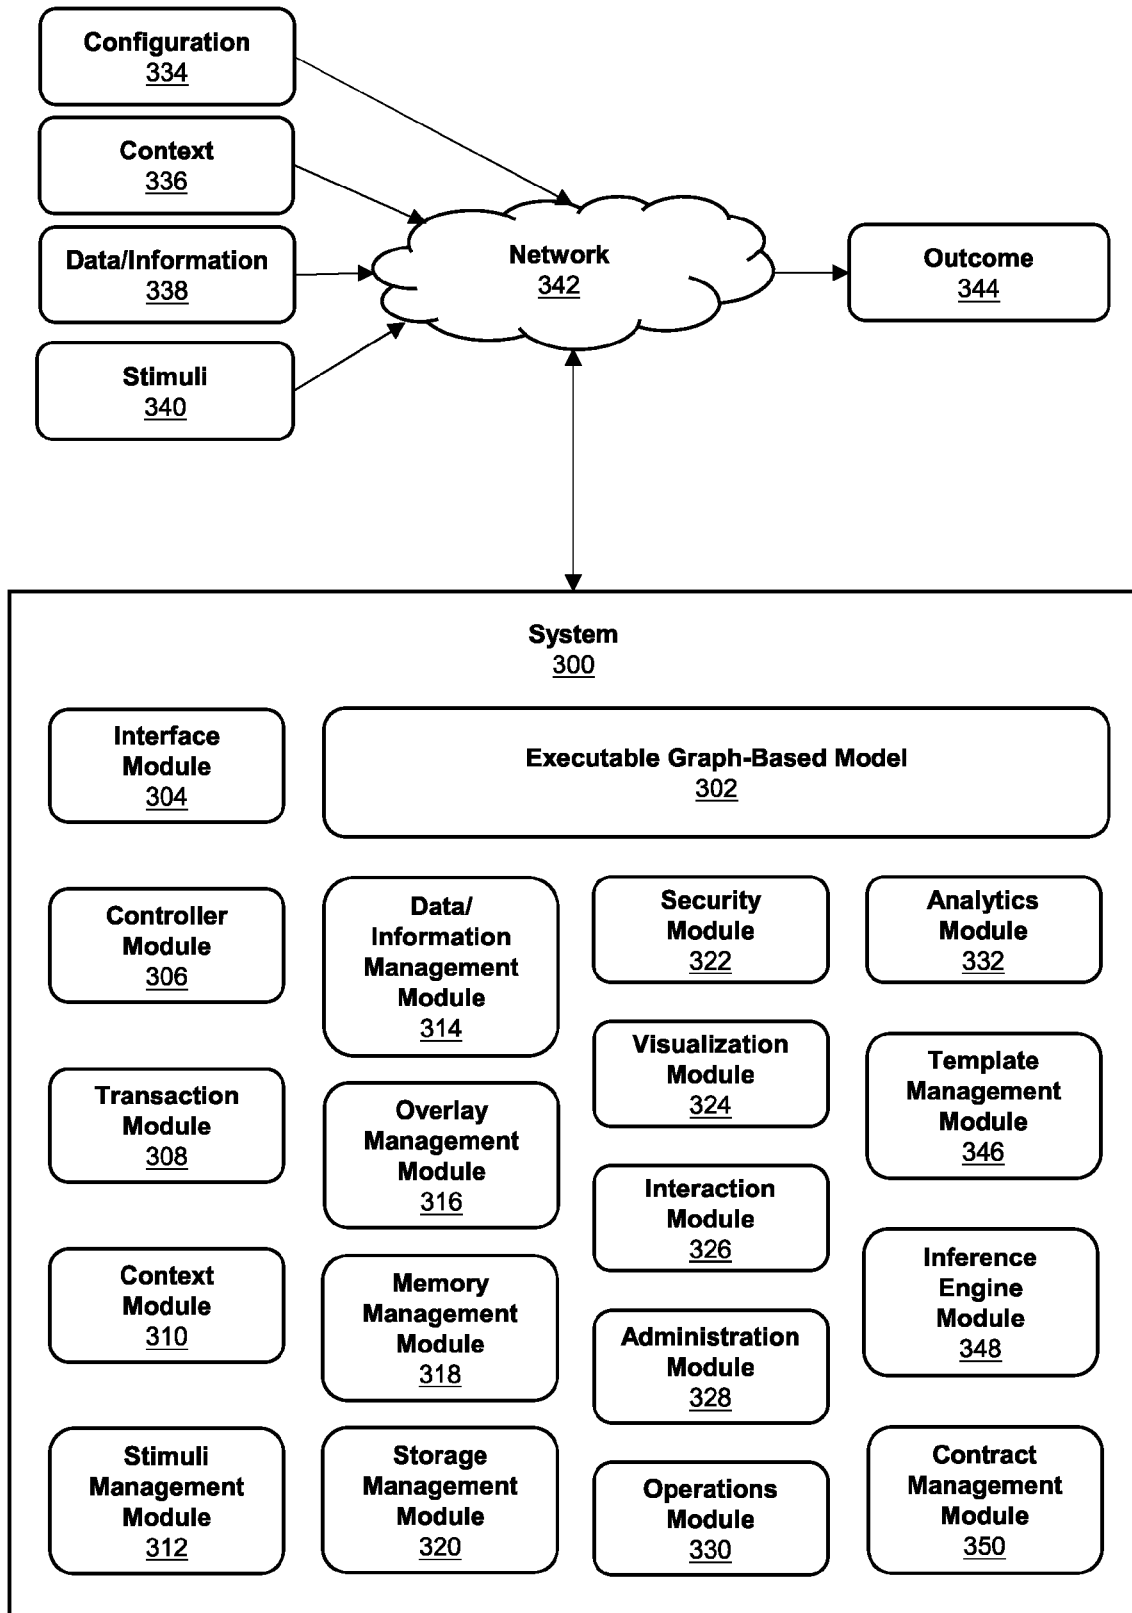 Configuration
334
Context
336
Data/Information
338
Stimuli
340
Network
342
Outcome
344
System
300
Interface
Module
304
Executable Graph-Based Model
302
Controller
Module
306
Transaction
Module
308
Context
Module
310
Stimuli
Management
Module
312
Data/
Information
Management
Module
314
Overlay
Management
Module
316
Memory
Management
Module
318
Storage
Management
Module
320
Security
Module
322
Visualization
Module
324
Interaction
Module
326
Administration
Module
328
Operations
Module
330
Analytics
Module
332
Template
Management
Module
346
Inference
Engine
Module
348
Contract
Management
Module
350